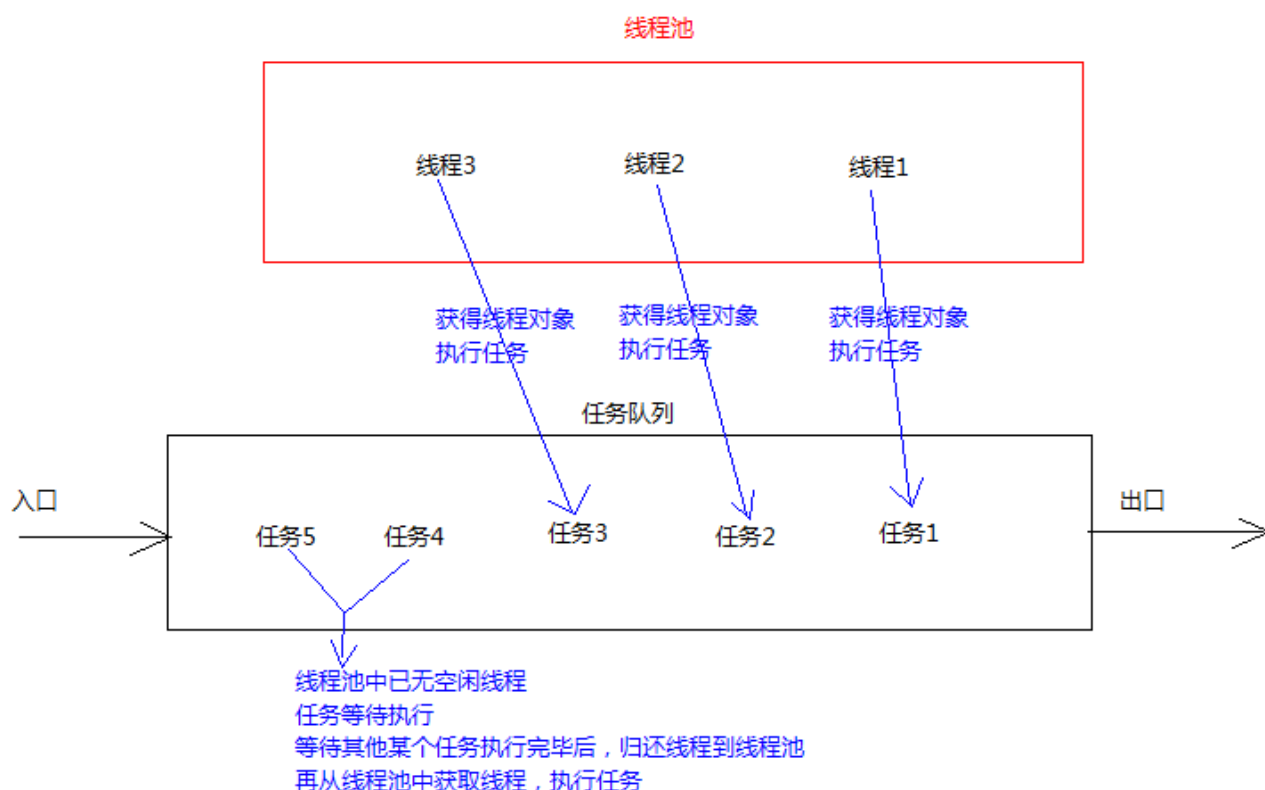 线程池
线程3
线程2
线程1
获得线程对象
执行任务
获得线程对象
执行任务
获得线程对象
执行任务
任务队列
入口
出口
任务5
任务4
任务3
任务2
任务1
线程池中已无空闲线程
任务等待执行
等待其他某个任务执行完毕后，归还线程到线程池
再从线程池中获取线程，执行任务